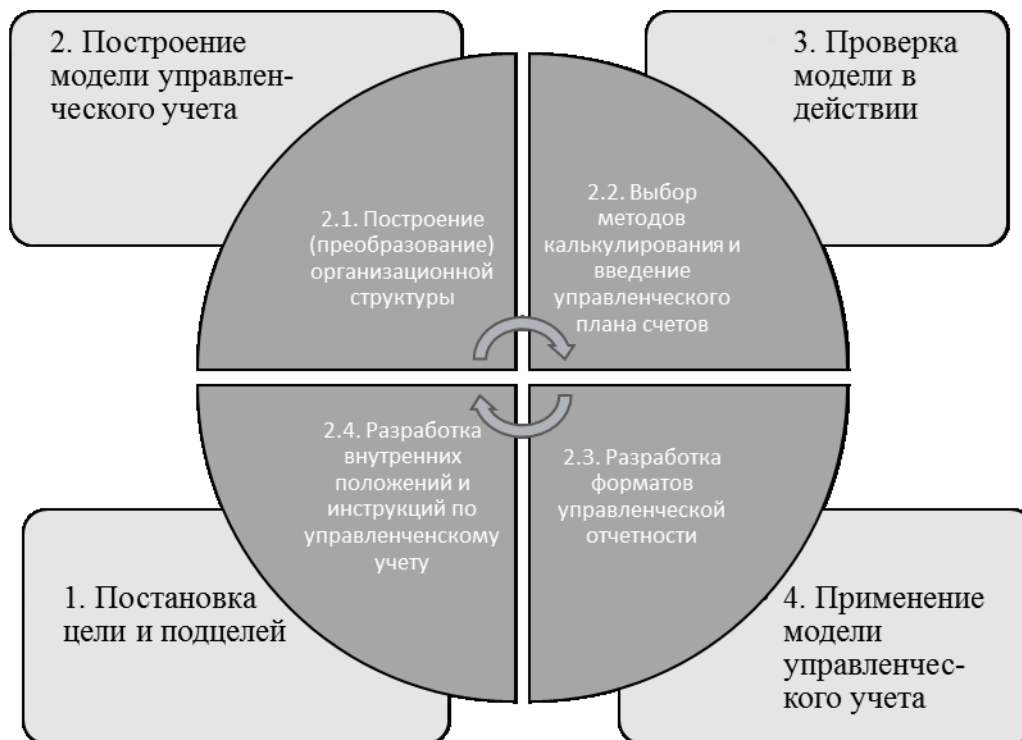 2. Построение
модели управлен-
ческого учета
3. Проверка
модели в
действии
2.1. Построение
(преобразование)
организационной
структуры
2.2. Выбор
методов
калькулирования и
введение
управленческого
плана счетов
2.4. Разработка
внутренних
положений и
инструкций по
управленченскому
учету
2.3. Разработка
форматов
управленческой
отчетности
1. Постановка
цели и подцелей
4. Применение
модели
управленчес-
кого учета